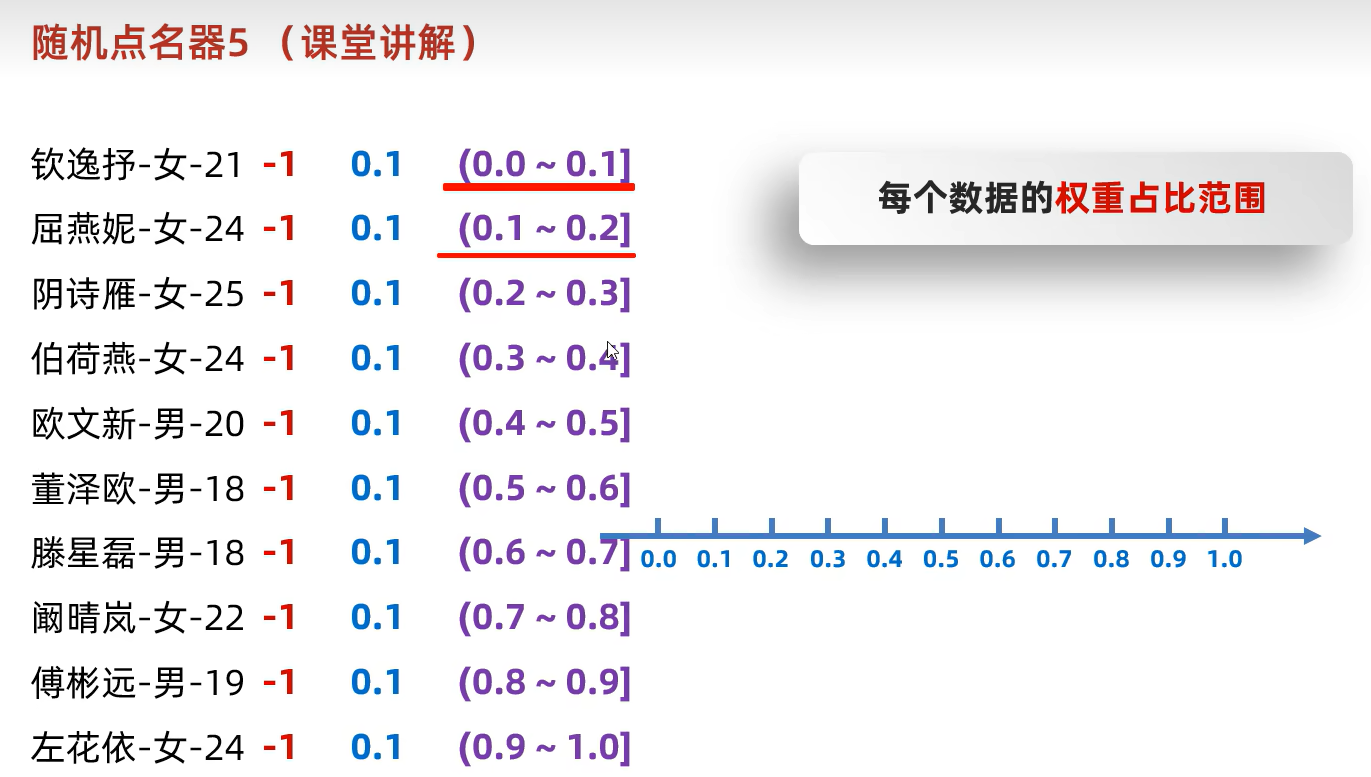 随机点名器5 （课堂讲解）
钦逸抒-女-21 -1 0.1 (0.0 ~ 0.1]
每个数据的权重占比范围
屈燕妮-女-24 -1 0.1 (0.1 ~ 0.2]
阴诗雁-女-25 -1 0.1 (0.2 ~ 0.3]
伯荷燕-女-24 -1 0.1 (0.3 ~ 0.4]
欧文新-男-20 -1 0.1 (0.4 ~ 0.5]
董泽欧-男-18 -1 0.1 (0.5 ~ 0.6]
滕星磊-男-18 -1 0.1 (0.6 ~ 0.7]
0.0 0.1 0.2 0.3 0.4 0.5 0.6 0.7 0.8 0.9 1.0
阚晴岚-女-22 -1 0.1 (0.7 ~ 0.8]
傅彬远-男-19 -1 0.1 (0.8 ~ 0.9]
左花依-女-24 -1 0.1 (0.9 ~ 1.0]